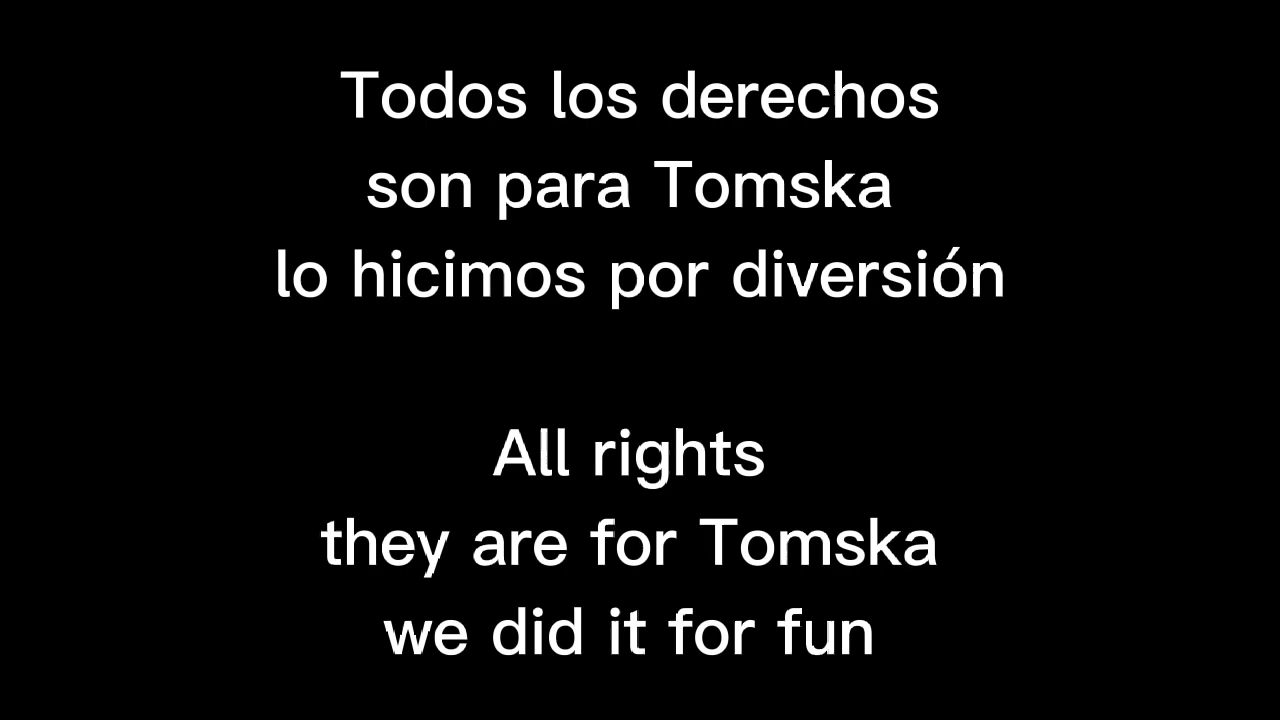 Todos los derechos
son para Tomska
lo hicimos por diversión
All rights
they are for Tomska
we did it for fun